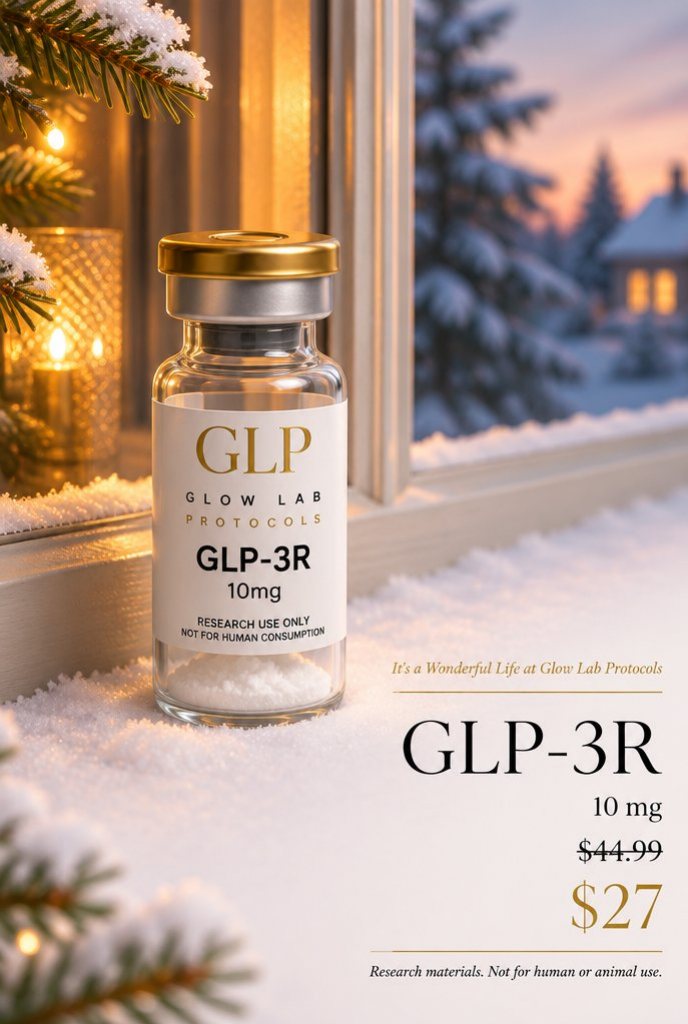 GLP
GLOW LAB
PROTOCOLS
GLP-3R
10mg
RESEARCH USE ONLY
NOT FOR HUMAN CONSUMPTION
It's a Wonderful Life at Glow Lab Protocols
GLP-3R
10 mg
$44.99
$27
Research materials. Not for human or animal use.